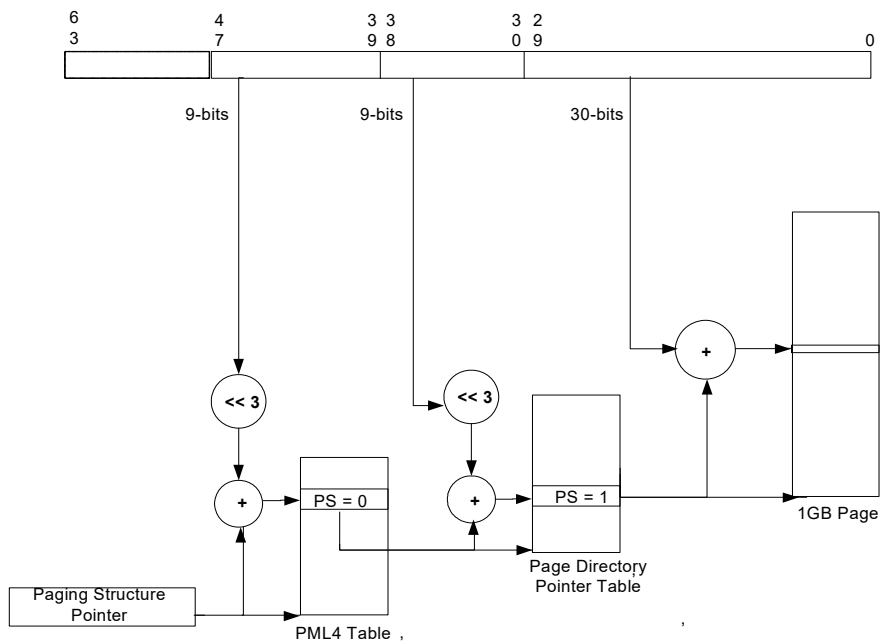 6 4 3 3 3 2
3 7 9 8 0 9 0
9-bits 9-bits 30-bits
<< 3 << 3
+
+ PS = 0 + PS = 1
1GB Page
Page Directory
Pointer Table
Paging Structure
Pointer
PML4 Table , ,